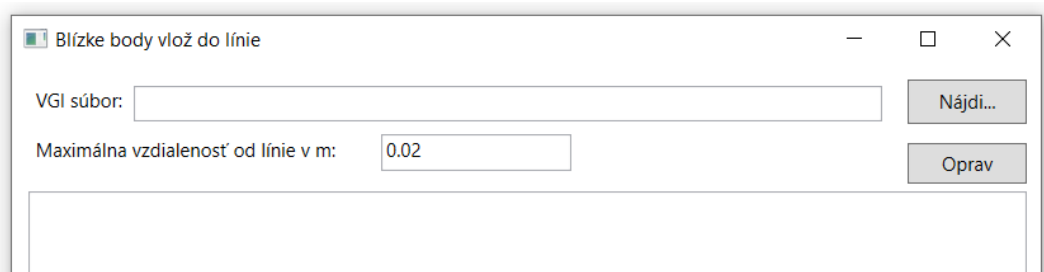 Blízke body vlož do línie
VGI súbor:
Nájdi...
Maximálna vzdialenosť od línie v m:
0.02
Oprav